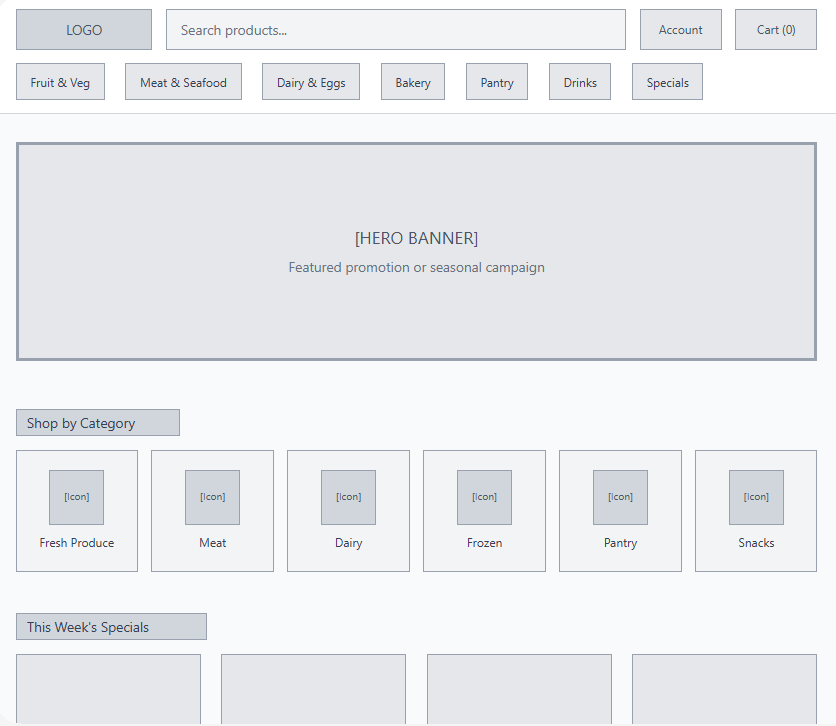 LOGO
Search products...
Account
Cart (0)
Fruit & Veg
Meat & Seafood
Dairy & Eggs
Bakery
Pantry
Drinks
Specials
[HERO BANNER]
Featured promotion or seasonal campaign
Shop by Category
[Icon]
[Icon]
[Icon]
[Icon]
[Icon]
[Icon]
Fresh Produce
Meat
Dairy
Frozen
Pantry
Snacks
This Week's Specials